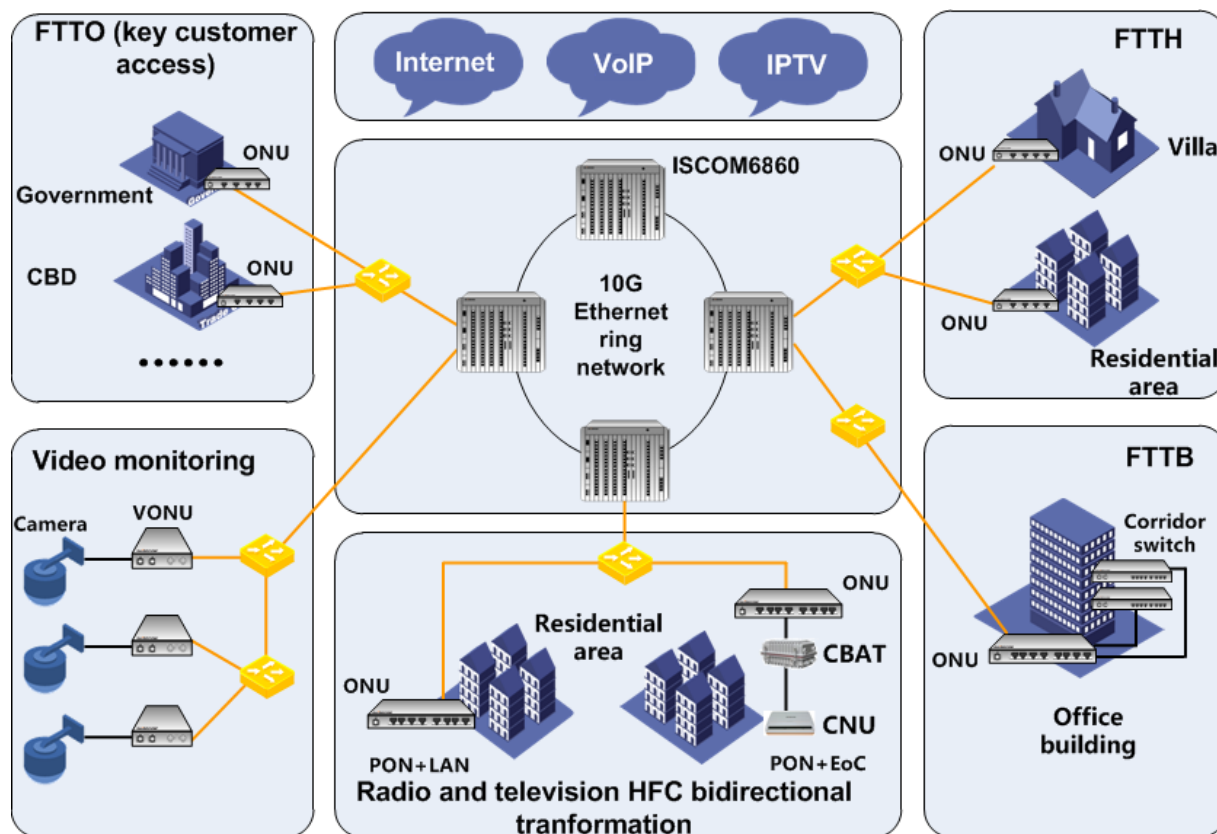 FTTO (key customer
access)
ONU
Government
ONU
CBD
••••••
Internet
VoIP
IPTV
ISCOM6860
10G
Ethernet
ring
network
FTTH
ONU
Villa
ONU
Residential
area
Video monitoring
Camera
VONU
Residential
area
ONU
PON+LAN
ONU
CBAT
CNU
PON+EoC
Radio and television HFC bidirectional
tranformation
FTTB
Corridor
switch
ONU
Office
building